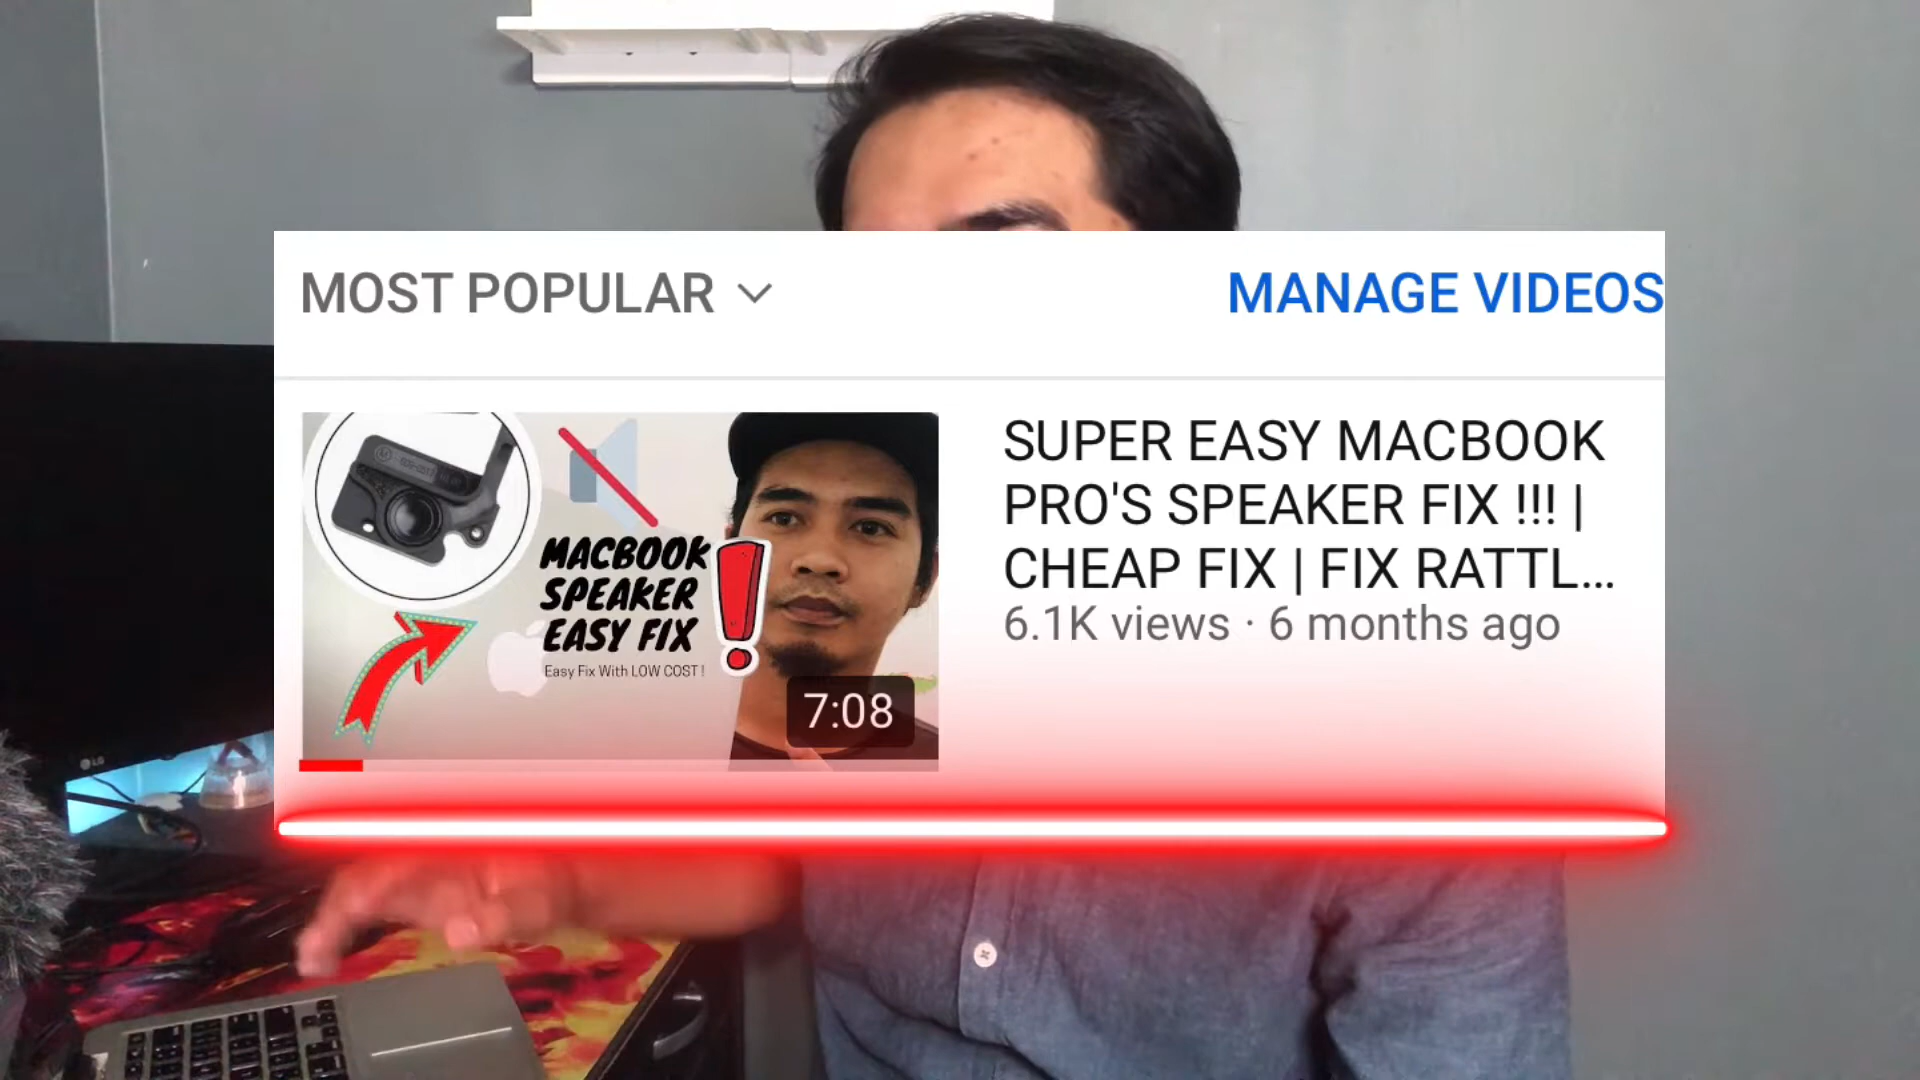 MOST POPULAR
MANAGE VIDEOS
MACBOOK
SPEAKER
EASY FIX
Easy Fix With LOW COST !
7:08
SUPER EASY MACBOOK
PRO'S SPEAKER FIX !!! |
CHEAP FIX | FIX RATTL...
6.1K views · 6 months ago
LG